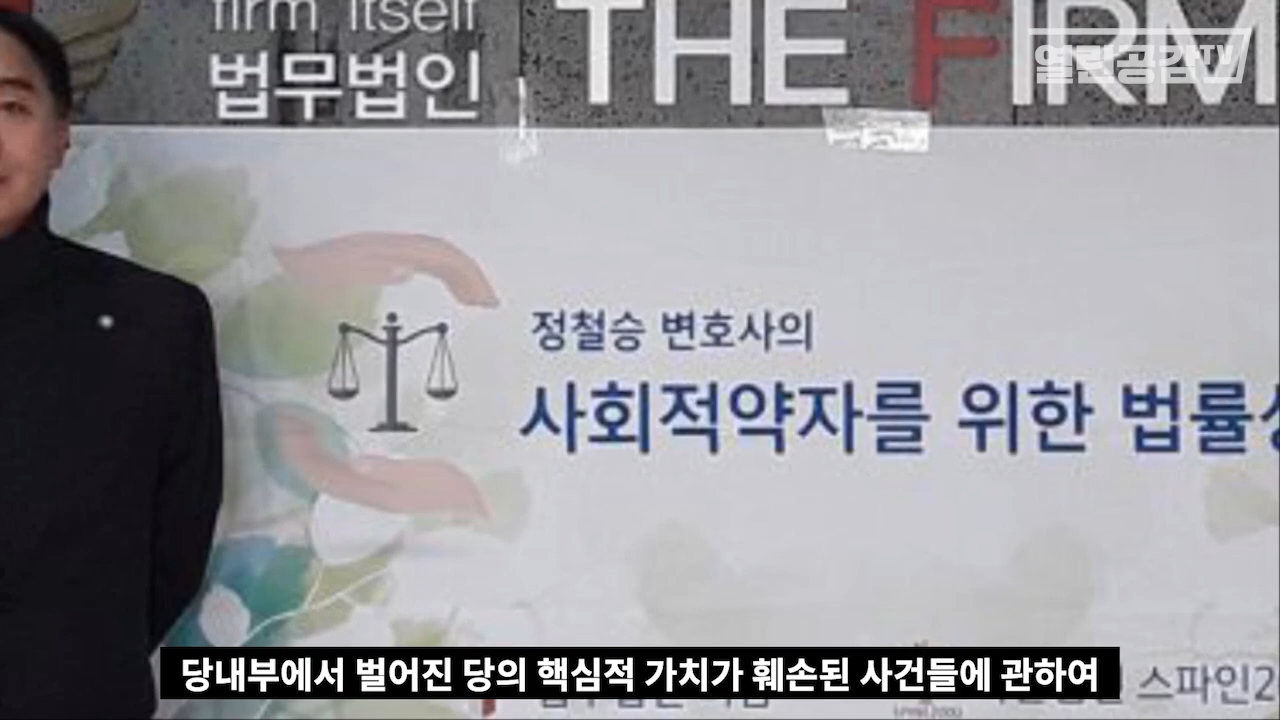 firm itself
법무법인 THE FIRM
열린공감TV
정철승 변호사의
사회적약자를 위한 법률
당내부에서 벌어진 당의 핵심적 가치가 훼손된 사건들에 관하여
스파인2